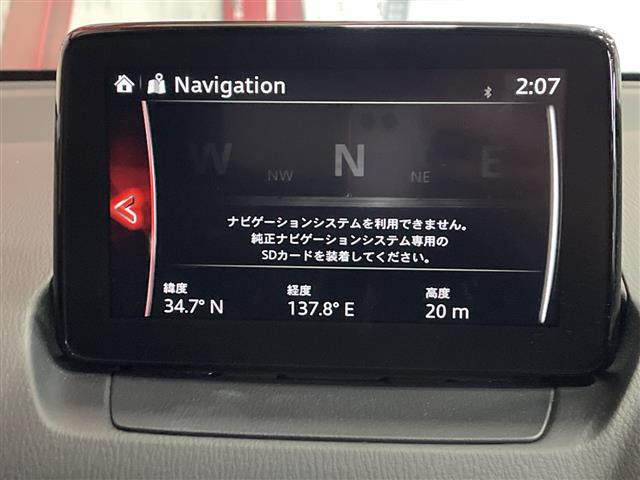 Navigation
2:07
W NW N NE E
ナビゲーションシステムを利用できません。
純正ナビゲーションシステム専用の
SDカードを装着してください。
緯度 経度 高度
34.7° N 137.8° E 20 m